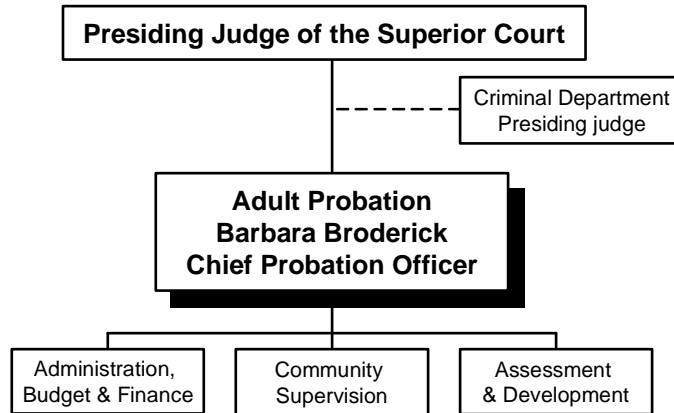 Presiding Judge of the Superior Court
Criminal Department
Presiding judge
Adult Probation
Barbara Broderick
Chief Probation Officer
Administration,
Budget & Finance
Community
Supervision
Assessment
& Development